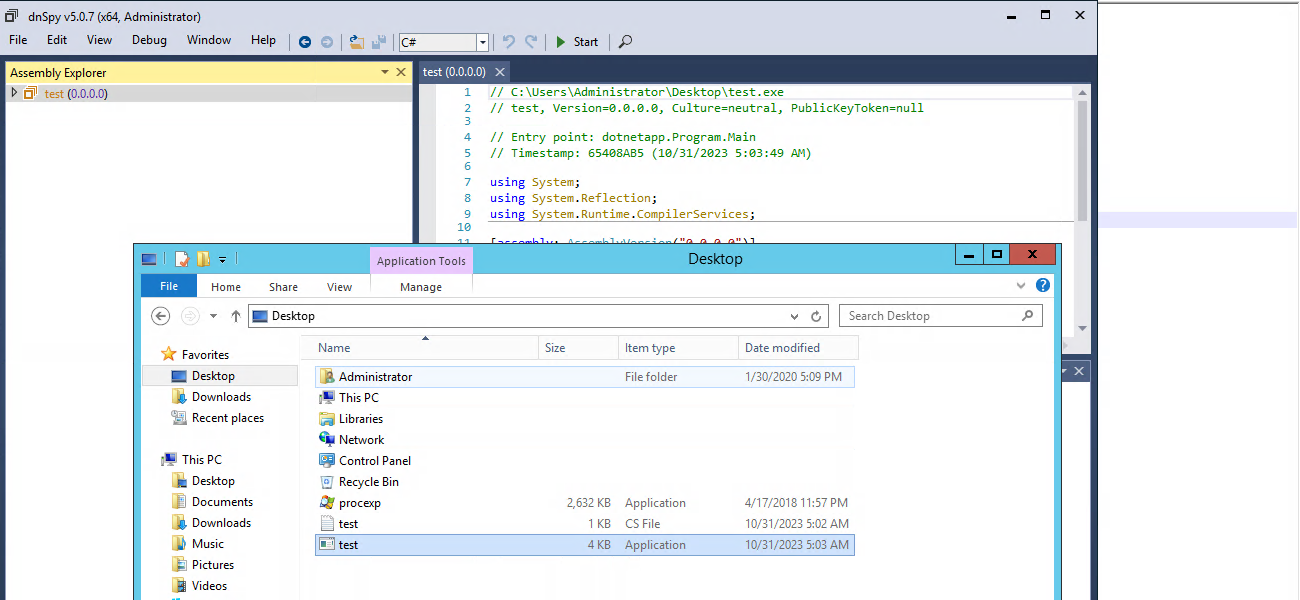 dnSpy v5.0.7 (x64, Administrator)
File Edit View Debug Window Help C# Start
Assembly Explorer
test (0.0.0.0)
test (0.0.0.0)
1 // C:\Users\Administrator\Desktop\test.exe
2 // test, Version=0.0.0.0, Culture=neutral, PublicKeyToken=null
3
4 // Entry point: dotnetapp.Program.Main
5 // Timestamp: 65408AB5 (10/31/2023 5:03:49 AM)
6
7 using System;
8 using System.Reflection;
9 using System.Runtime.CompilerServices;
10
11 [assembly: AssemblyVersion("0.0.0.0")]
Application Tools
Desktop
File Home Share View Manage
Desktop
Search Desktop
Name Size Item type Date modified
Favorites
Desktop
Downloads
Recent places
This PC
Desktop
Documents
Downloads
Music
Pictures
Videos
Administrator File folder 1/30/2020 5:09 PM
This PC
Libraries
Network
Control Panel
Recycle Bin
procexp 2,632 KB Application 4/17/2018 11:57 PM
test 1 KB CS File 10/31/2023 5:02 AM
test 4 KB Application 10/31/2023 5:03 AM